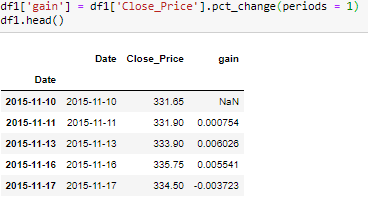 df1['gain'] = df1['Close_Price'].pct_change(periods = 1)
df1.head()
Date Close_Price gain
Date
2015-11-10 2015-11-10 331.65 NaN
2015-11-11 2015-11-11 331.90 0.000754
2015-11-13 2015-11-13 333.90 0.006026
2015-11-16 2015-11-16 335.75 0.005541
2015-11-17 2015-11-17 334.50 -0.003723